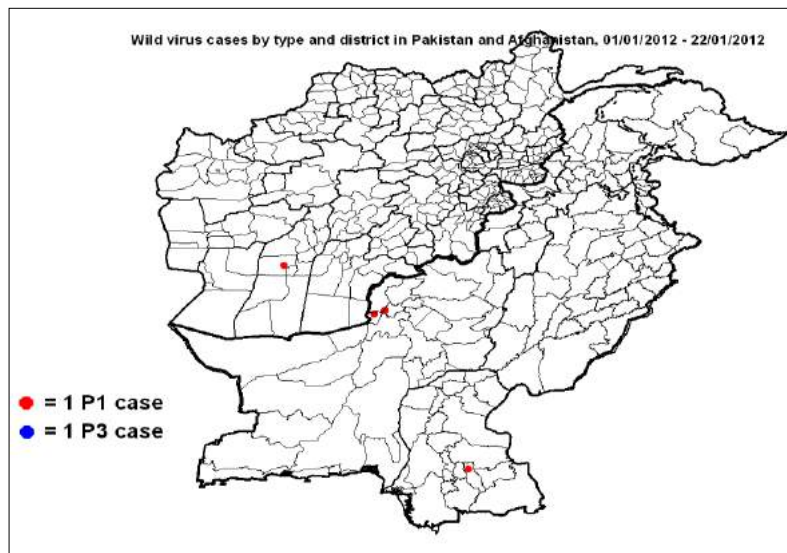 Wild virus cases by type and district in Pakistan and Afghanistan, 01/01/2012 - 22/01/2012
= 1 P1 case
= 1 P3 case